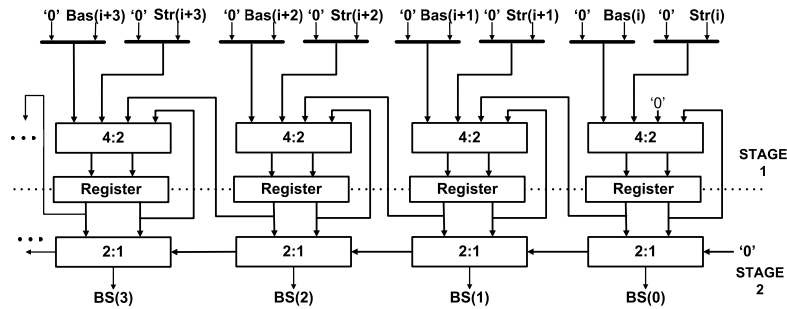 ‘0’ Bas(i+3) ‘0’ Str(i+3) ‘0’ Bas(i+2) ‘0’ Str(i+2) ‘0’ Bas(i+1) ‘0’ Str(i+1) ‘0’ Bas(i) ‘0’ Str(i)
‘0’
... 4:2 4:2 4:2 4:2
STAGE
1
Register Register Register Register
... 2:1 2:1 2:1 2:1 ‘0’
STAGE
2
BS(3) BS(2) BS(1) BS(0)